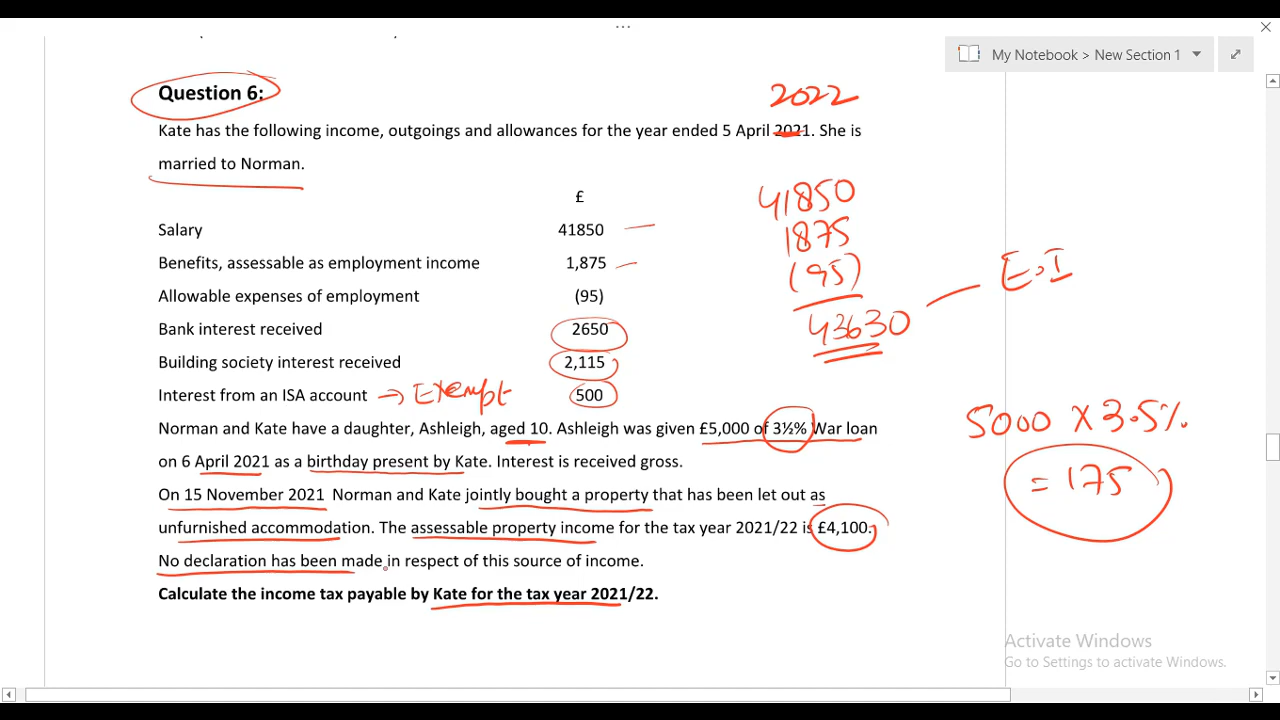 My Notebook > New Section 1
Question 6:
2022
Kate has the following income, outgoings and allowances for the year ended 5 April 2021. She is
married to Norman.
£
Salary 41850
Benefits, assessable as employment income 1,875
Allowable expenses of employment (95)
Bank interest received 2650
Building society interest received 2,115
Interest from an ISA account → Exempt 500
41850
1875
(95)
43630 — E.I
Norman and Kate have a daughter, Ashleigh, aged 10. Ashleigh was given £5,000 of 3½% War loan
on 6 April 2021 as a birthday present by Kate. Interest is received gross.
On 15 November 2021 Norman and Kate jointly bought a property that has been let out as
unfurnished accommodation. The assessable property income for the tax year 2021/22 is £4,100.
No declaration has been made in respect of this source of income.
Calculate the income tax payable by Kate for the tax year 2021/22.
5000 X 3.5%
= 175
Activate Windows
Go to Settings to activate Windows.